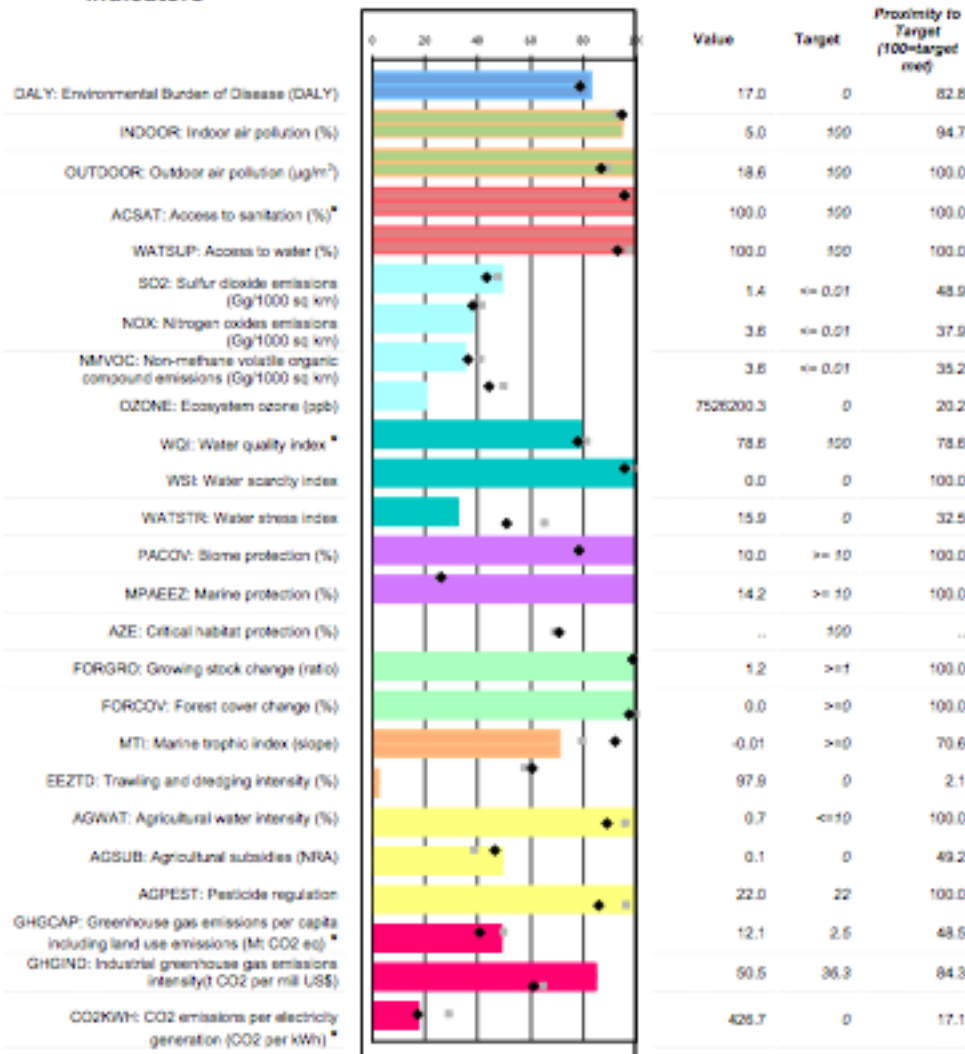 Indicators
0 20 40 60 80
Value
Target
Proximity to
Target
(100=target
met)
DALY: Environmental Burden of Disease (DALY) 17.0 0 82.8
INDOOR: Indoor air pollution (%) 5.0 100 94.7
OUTDOOR: Outdoor air pollution (µg/m³) 18.6 100 100.0
ACSAT: Access to sanitation (%)* 100.0 100 100.0
WATSUP: Access to water (%) 100.0 100 100.0
SO2: Sulfur dioxide emissions
(Gg/1000 sq km) 1.4 <= 0.01 48.9
NOX: Nitrogen oxides emissions
(Gg/1000 sq km) 3.6 <= 0.01 37.9
NMVOC: Non-methane volatile organic
compound emissions (Gg/1000 sq km) 3.6 <= 0.01 35.2
OZONE: Ecosystem ozone (ppb) 7526200.3 0 20.2
WQI: Water quality index * 78.6 100 78.6
WSI: Water scarcity index 0.0 0 100.0
WATSTR: Water stress index 15.9 0 32.5
PACOV: Biome protection (%) 10.0 >= 10 100.0
MPAEEZ: Marine protection (%) 14.2 >= 10 100.0
AZE: Critical habitat protection (%) .. 100 ..
FORGRO: Growing stock change (ratio) 1.2 >=1 100.0
FORCOV: Forest cover change (%) 0.0 >=0 100.0
MTI: Marine trophic index (slope) -0.01 >=0 70.6
EEZTD: Trawling and dredging intensity (%) 97.9 0 2.1
AGWAT: Agricultural water intensity (%) 0.7 <=10 100.0
AGSUB: Agricultural subsidies (NRA) 0.1 0 49.2
AGPEST: Pesticide regulation 22.0 22 100.0
GHGCAP: Greenhouse gas emissions per capita
including land use emissions (Mt CO2 eq) * 12.1 2.5 48.5
GHGIND: Industrial greenhouse gas emissions
intensity(t CO2 per mill US$) 50.5 36.3 84.3
CO2KWH: CO2 emissions per electricity
generation (CO2 per kWh) * 426.7 0 17.1